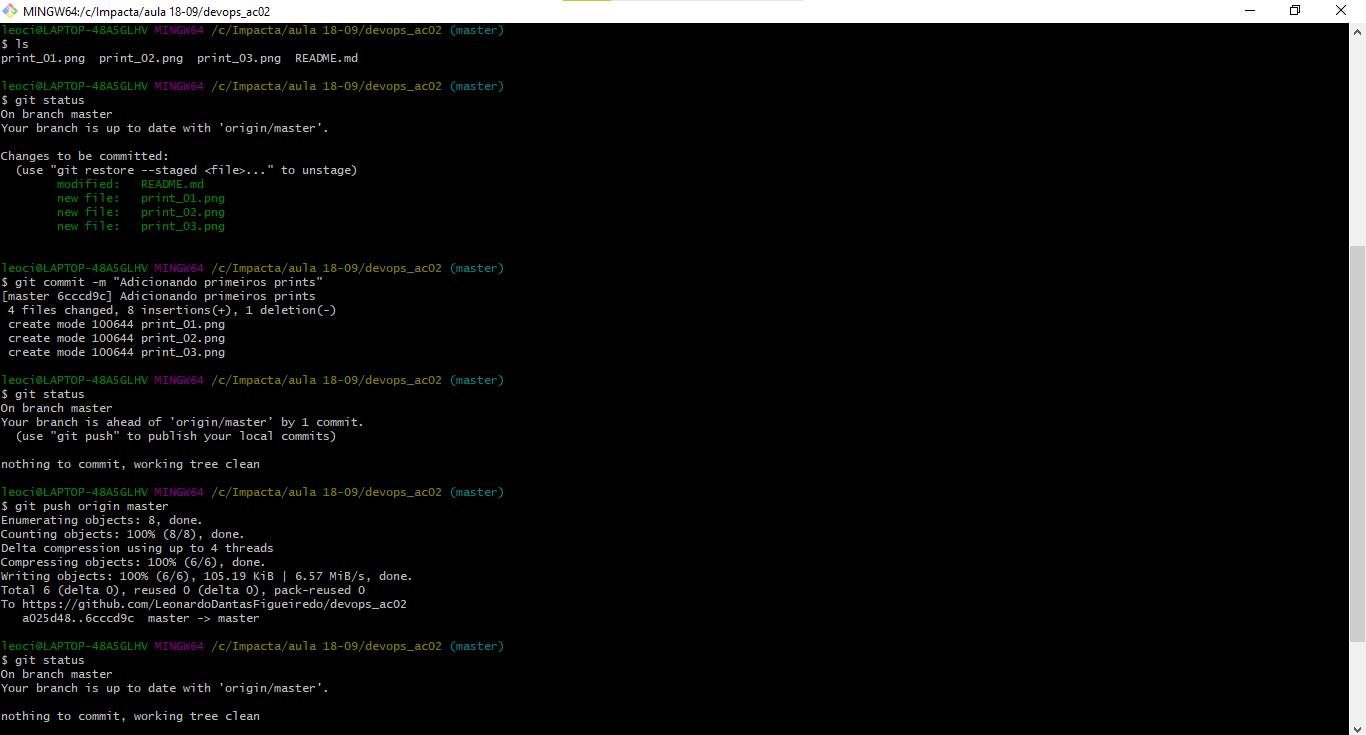 MINGW64:/c/Impacta/aula 18-09/devops_ac02
leoci@LAPTOP-48A5GLHV MINGW64 /c/Impacta/aula 18-09/devops_ac02 (master)
$ ls
print_01.png  print_02.png  print_03.png  README.md

leoci@LAPTOP-48A5GLHV MINGW64 /c/Impacta/aula 18-09/devops_ac02 (master)
$ git status
On branch master
Your branch is up to date with 'origin/master'.

Changes to be committed:
  (use "git restore --staged <file>..." to unstage)
        modified:   README.md
        new file:   print_01.png
        new file:   print_02.png
        new file:   print_03.png


leoci@LAPTOP-48A5GLHV MINGW64 /c/Impacta/aula 18-09/devops_ac02 (master)
$ git commit -m "Adicionando primeiros prints"
[master 6cccd9c] Adicionando primeiros prints
 4 files changed, 8 insertions(+), 1 deletion(-)
 create mode 100644 print_01.png
 create mode 100644 print_02.png
 create mode 100644 print_03.png

leoci@LAPTOP-48A5GLHV MINGW64 /c/Impacta/aula 18-09/devops_ac02 (master)
$ git status
On branch master
Your branch is ahead of 'origin/master' by 1 commit.
  (use "git push" to publish your local commits)

nothing to commit, working tree clean

leoci@LAPTOP-48A5GLHV MINGW64 /c/Impacta/aula 18-09/devops_ac02 (master)
$ git push origin master
Enumerating objects: 8, done.
Counting objects: 100% (8/8), done.
Delta compression using up to 4 threads
Compressing objects: 100% (6/6), done.
Writing objects: 100% (6/6), 105.19 KiB | 6.57 MiB/s, done.
Total 6 (delta 0), reused 0 (delta 0), pack-reused 0
To https://github.com/LeonardoDantasFigueiredo/devops_ac02
   a025d48..6cccd9c  master -> master

leoci@LAPTOP-48A5GLHV MINGW64 /c/Impacta/aula 18-09/devops_ac02 (master)
$ git status
On branch master
Your branch is up to date with 'origin/master'.

nothing to commit, working tree clean